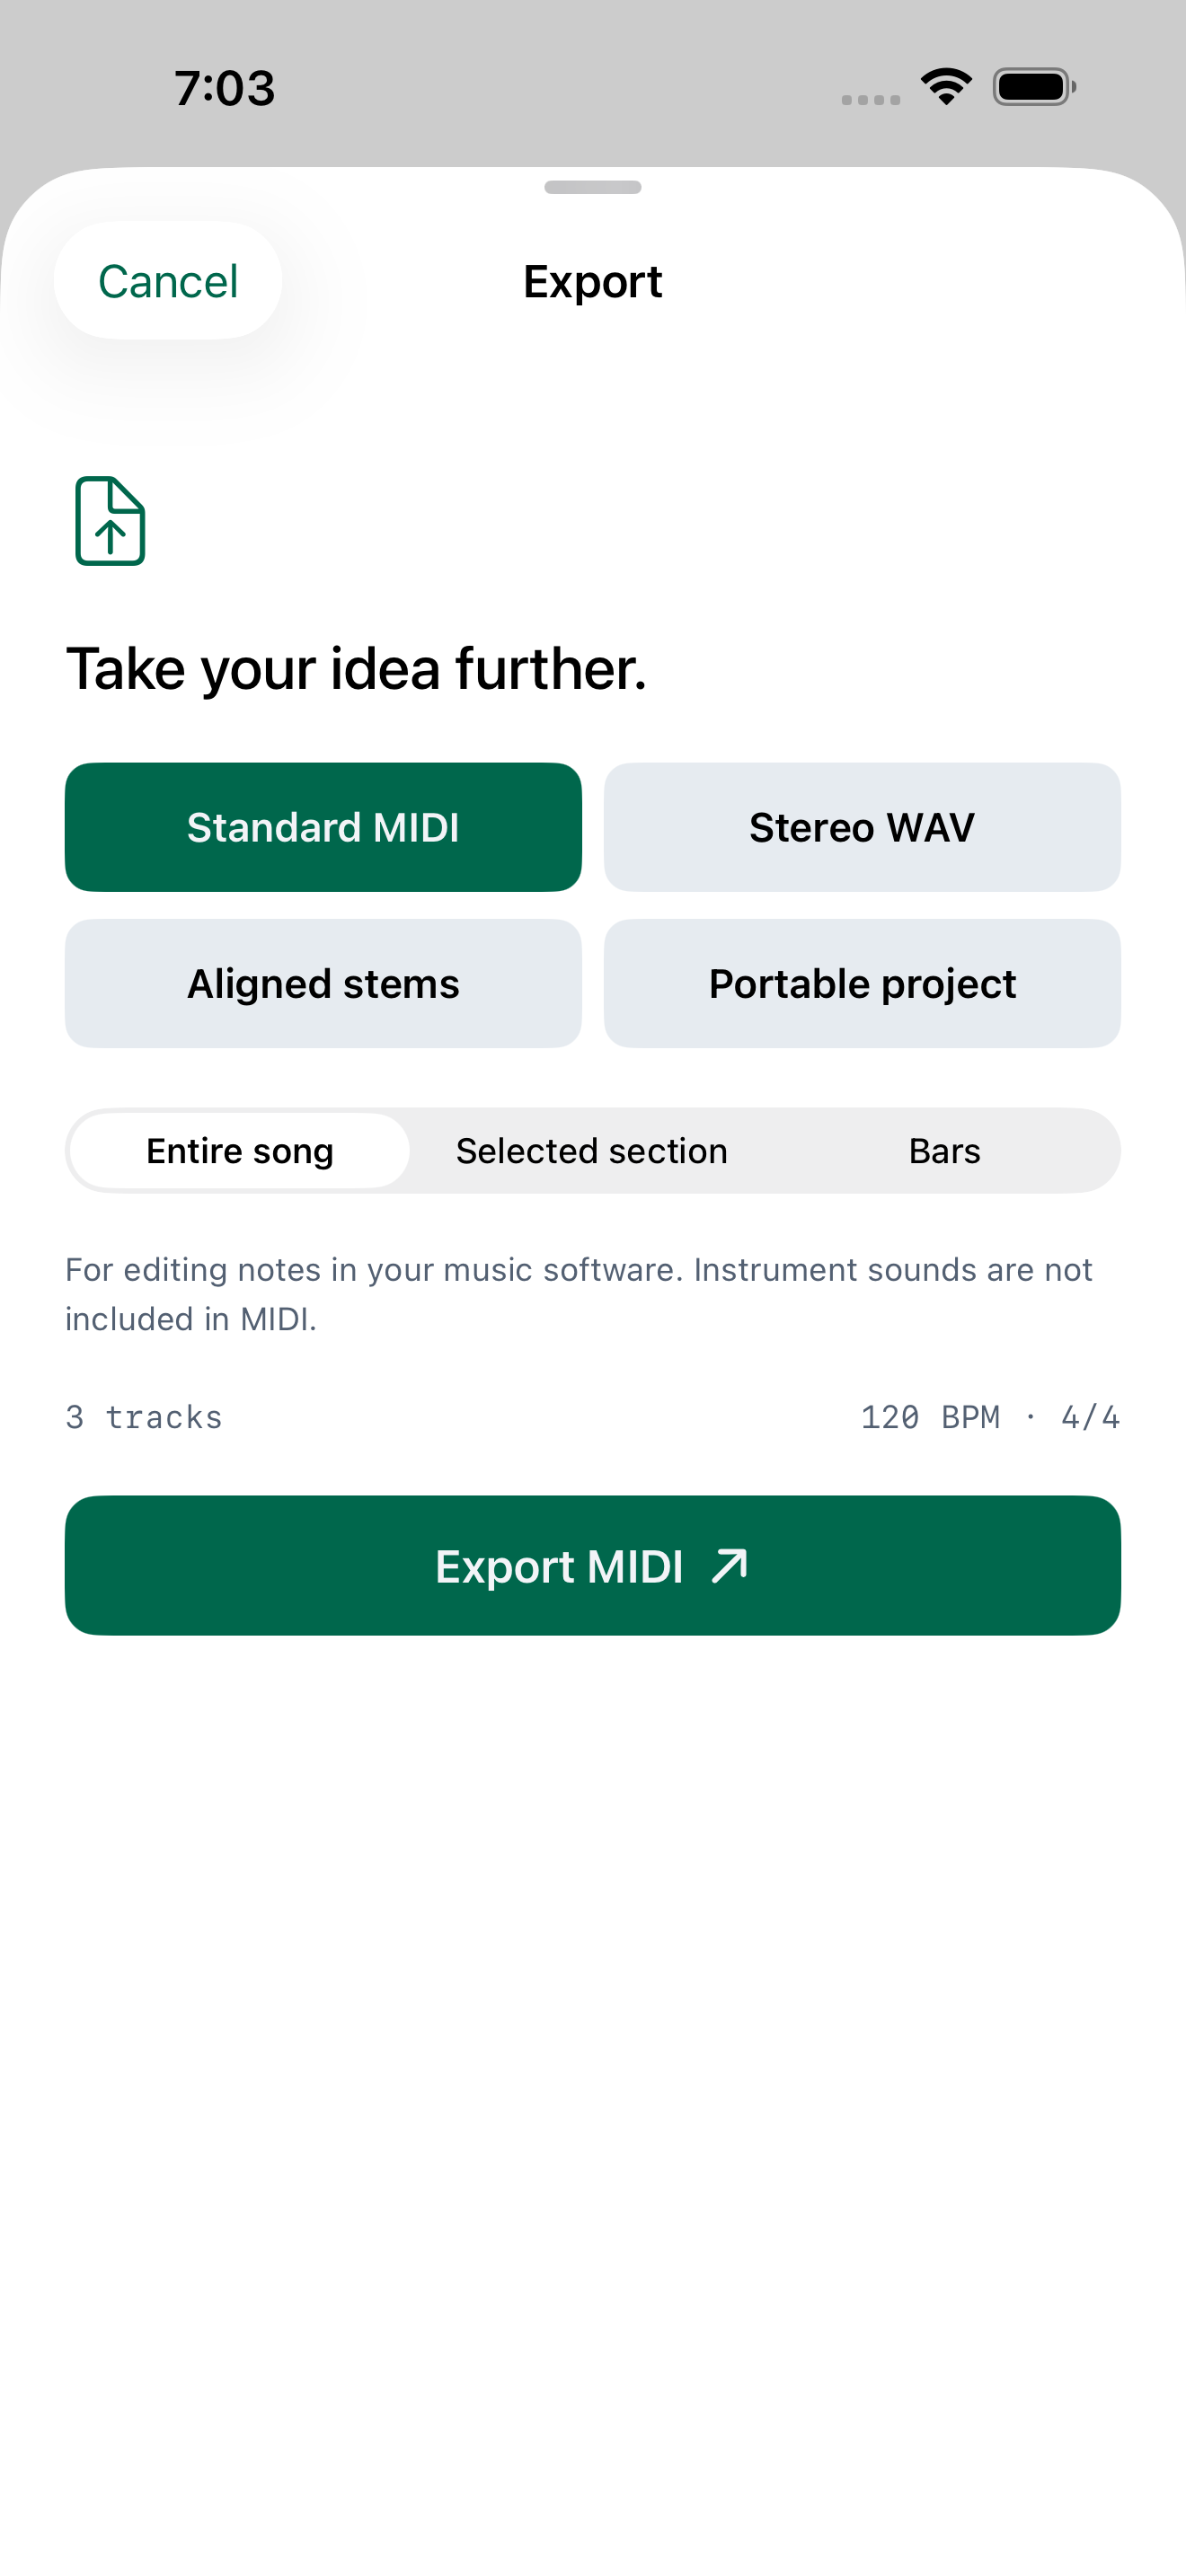 7:03
Cancel
Export
Take your idea further.
Standard MIDI
Stereo WAV
Aligned stems
Portable project
Entire song
Selected section
Bars
For editing notes in your music software. Instrument sounds are not
included in MIDI.
3 tracks
120 BPM · 4/4
Export MIDI